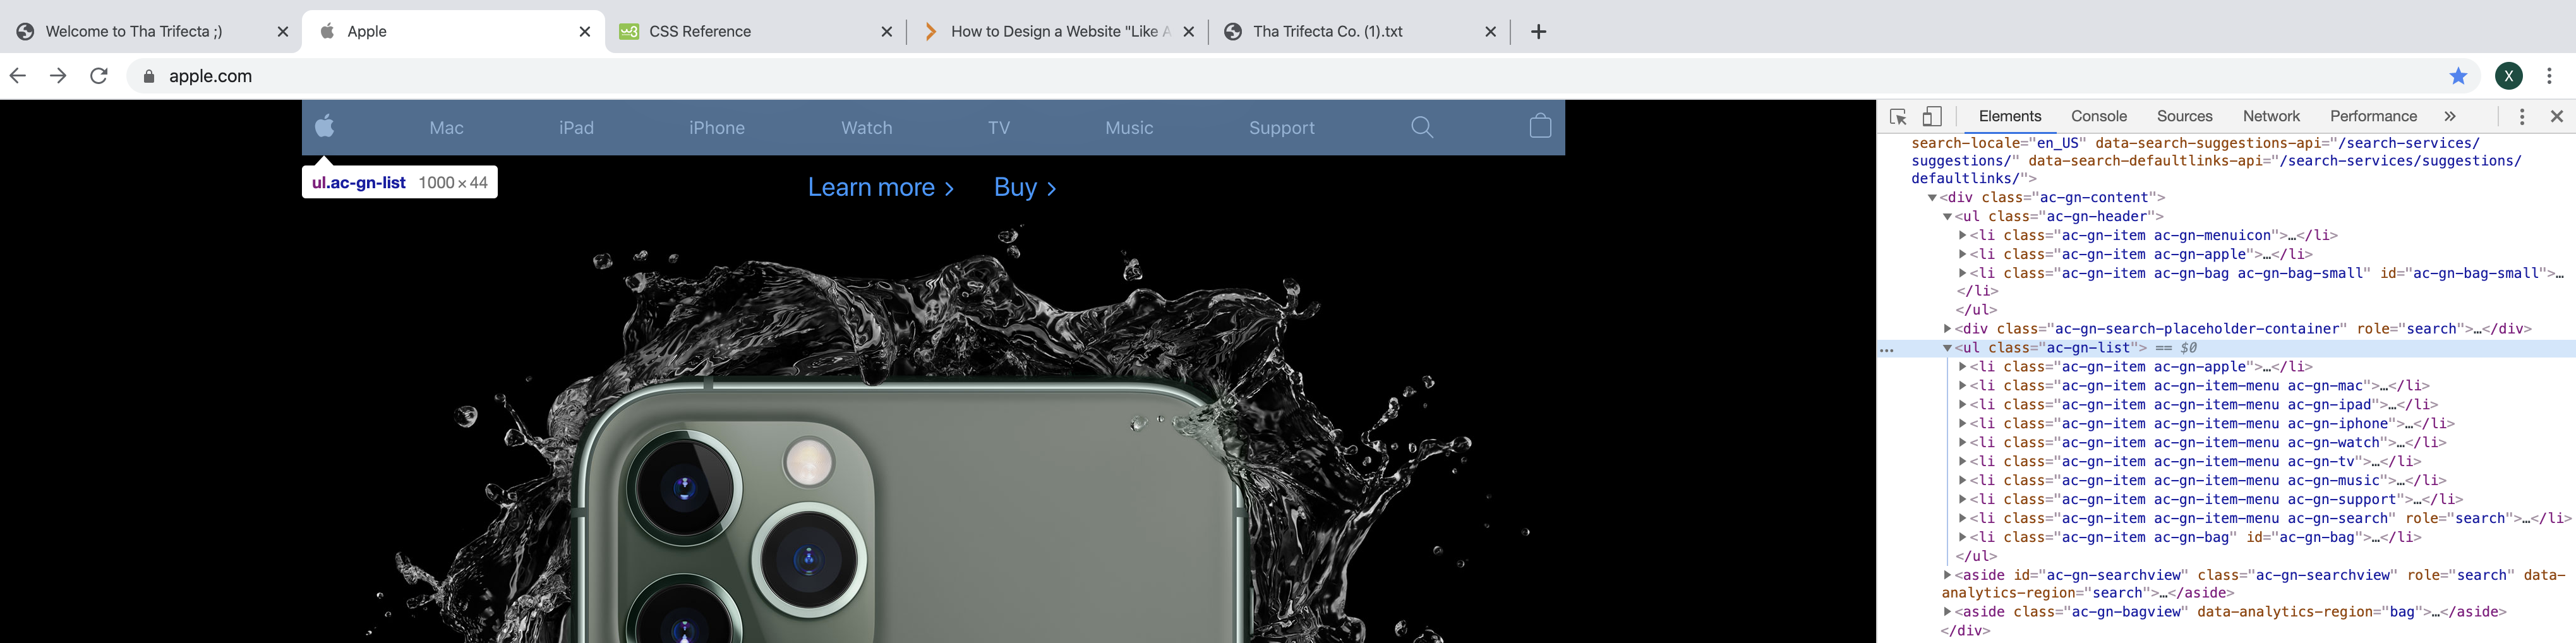 Welcome to Tha Trifecta ;)
Apple
CSS Reference
How to Design a Website "Like A
Tha Trifecta Co. (1).txt
apple.com
X
Mac iPad iPhone Watch TV Music Support
ul.ac-gn-list 1000 × 44
Learn more > Buy >
Elements Console Sources Network Performance »
search-locale="en_US" data-search-suggestions-api="/search-services/
suggestions/" data-search-defaultlinks-api="/search-services/suggestions/
defaultlinks/">
▼<div class="ac-gn-content">
▼<ul class="ac-gn-header">
▶<li class="ac-gn-item ac-gn-menuicon">…</li>
▶<li class="ac-gn-item ac-gn-apple">…</li>
▶<li class="ac-gn-item ac-gn-bag ac-gn-bag-small" id="ac-gn-bag-small">…
</li>
</ul>
▶<div class="ac-gn-search-placeholder-container" role="search">…</div>
… ▼<ul class="ac-gn-list"> == $0
▶<li class="ac-gn-item ac-gn-apple">…</li>
▶<li class="ac-gn-item ac-gn-item-menu ac-gn-mac">…</li>
▶<li class="ac-gn-item ac-gn-item-menu ac-gn-ipad">…</li>
▶<li class="ac-gn-item ac-gn-item-menu ac-gn-iphone">…</li>
▶<li class="ac-gn-item ac-gn-item-menu ac-gn-watch">…</li>
▶<li class="ac-gn-item ac-gn-item-menu ac-gn-tv">…</li>
▶<li class="ac-gn-item ac-gn-item-menu ac-gn-music">…</li>
▶<li class="ac-gn-item ac-gn-item-menu ac-gn-support">…</li>
▶<li class="ac-gn-item ac-gn-item-menu ac-gn-search" role="search">…</li>
▶<li class="ac-gn-item ac-gn-bag" id="ac-gn-bag">…</li>
</ul>
▶<aside id="ac-gn-searchview" class="ac-gn-searchview" role="search" data-
analytics-region="search">…</aside>
▶<aside class="ac-gn-bagview" data-analytics-region="bag">…</aside>
</div>